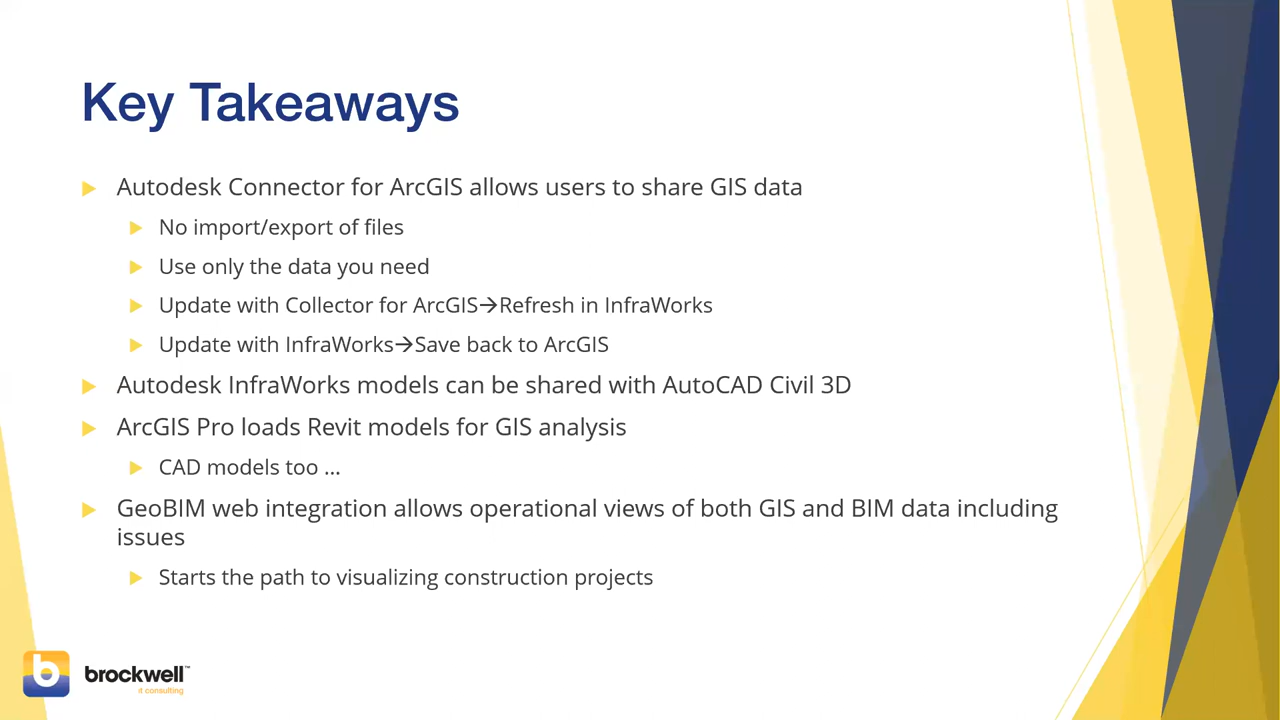 Key Takeaways
Autodesk Connector for ArcGIS allows users to share GIS data
No import/export of files
Use only the data you need
Update with Collector for ArcGIS→Refresh in InfraWorks
Update with InfraWorks→Save back to ArcGIS
Autodesk InfraWorks models can be shared with AutoCAD Civil 3D
ArcGIS Pro loads Revit models for GIS analysis
CAD models too ...
GeoBIM web integration allows operational views of both GIS and BIM data including
issues
Starts the path to visualizing construction projects
b
brockwell™
it consulting